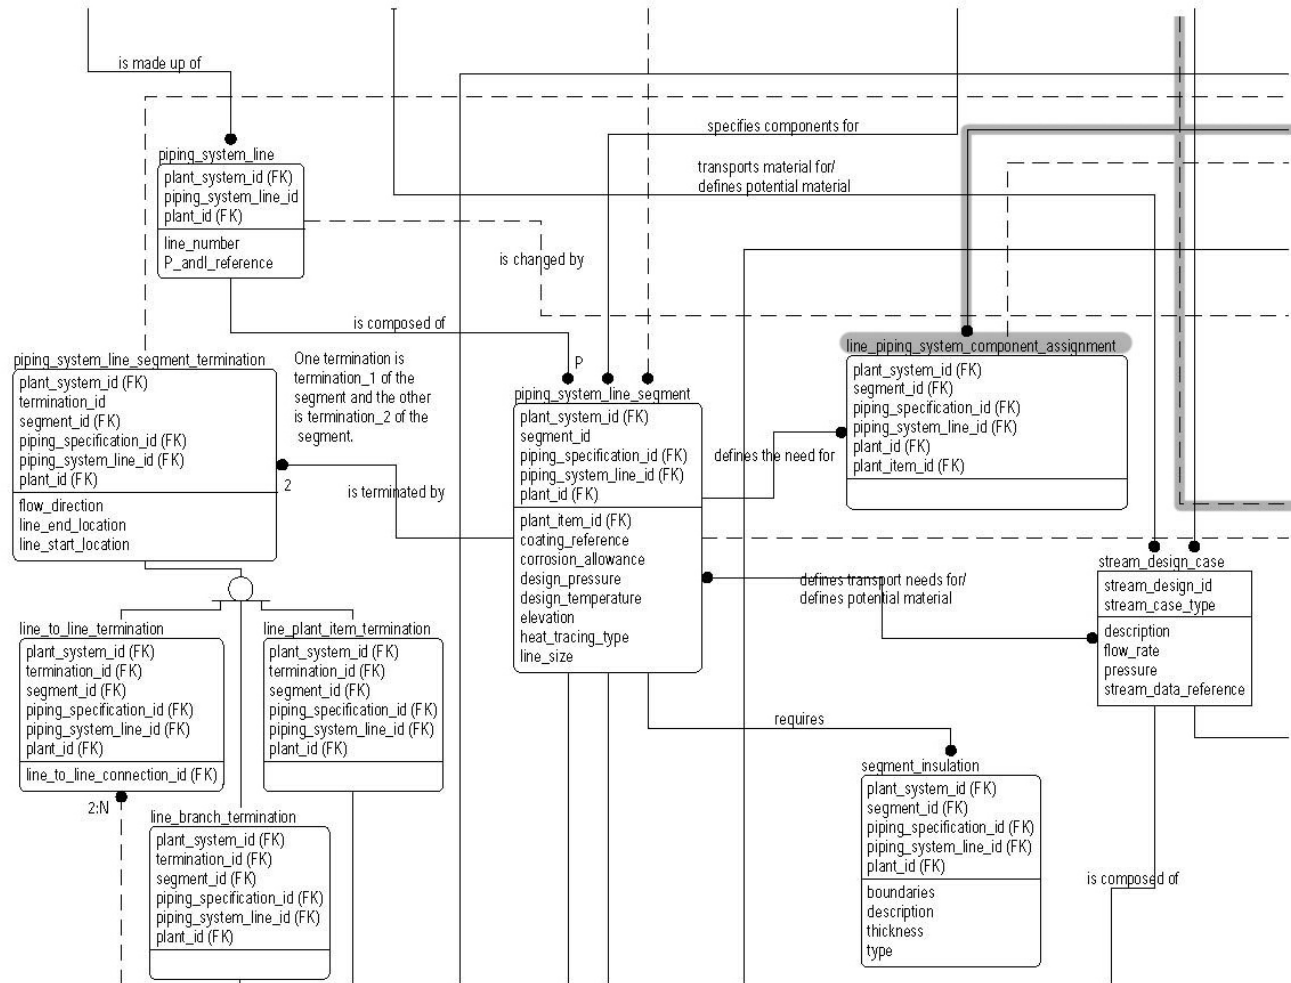 is made up of
piping_system_line
plant_system_id (FK)
piping_system_line_id
plant_id (FK)
line_number
P_andI_reference
specifies components for
transports material for/
defines potential material
is changed by
is composed of
P
piping_system_line_segment_termination
plant_system_id (FK)
termination_id
segment_id (FK)
piping_specification_id (FK)
piping_system_line_id (FK)
plant_id (FK)
flow_direction
line_end_location
line_start_location
One termination is
termination_1 of the
segment and the other
is termination_2 of the
segment.
2
is terminated by
piping_system_line_segment
plant_system_id (FK)
segment_id
piping_specification_id (FK)
piping_system_line_id (FK)
plant_id (FK)
plant_item_id (FK)
coating_reference
corrosion_allowance
design_pressure
design_temperature
elevation
heat_tracing_type
line_size
defines the need for
line_piping_system_component_assignment
plant_system_id (FK)
segment_id (FK)
piping_specification_id (FK)
piping_system_line_id (FK)
plant_id (FK)
plant_item_id (FK)
defines transport needs for/
defines potential material
stream_design_case
stream_design_id
stream_case_type
description
flow_rate
pressure
stream_data_reference
line_to_line_termination
plant_system_id (FK)
termination_id (FK)
segment_id (FK)
piping_specification_id (FK)
piping_system_line_id (FK)
plant_id (FK)
line_to_line_connection_id (FK)
2:N
line_plant_item_termination
plant_system_id (FK)
termination_id (FK)
segment_id (FK)
piping_specification_id (FK)
piping_system_line_id (FK)
plant_id (FK)
line_branch_termination
plant_system_id (FK)
termination_id (FK)
segment_id (FK)
piping_specification_id (FK)
piping_system_line_id (FK)
plant_id (FK)
requires
segment_insulation
plant_system_id (FK)
segment_id (FK)
piping_specification_id (FK)
piping_system_line_id (FK)
plant_id (FK)
boundaries
description
thickness
type
is composed of